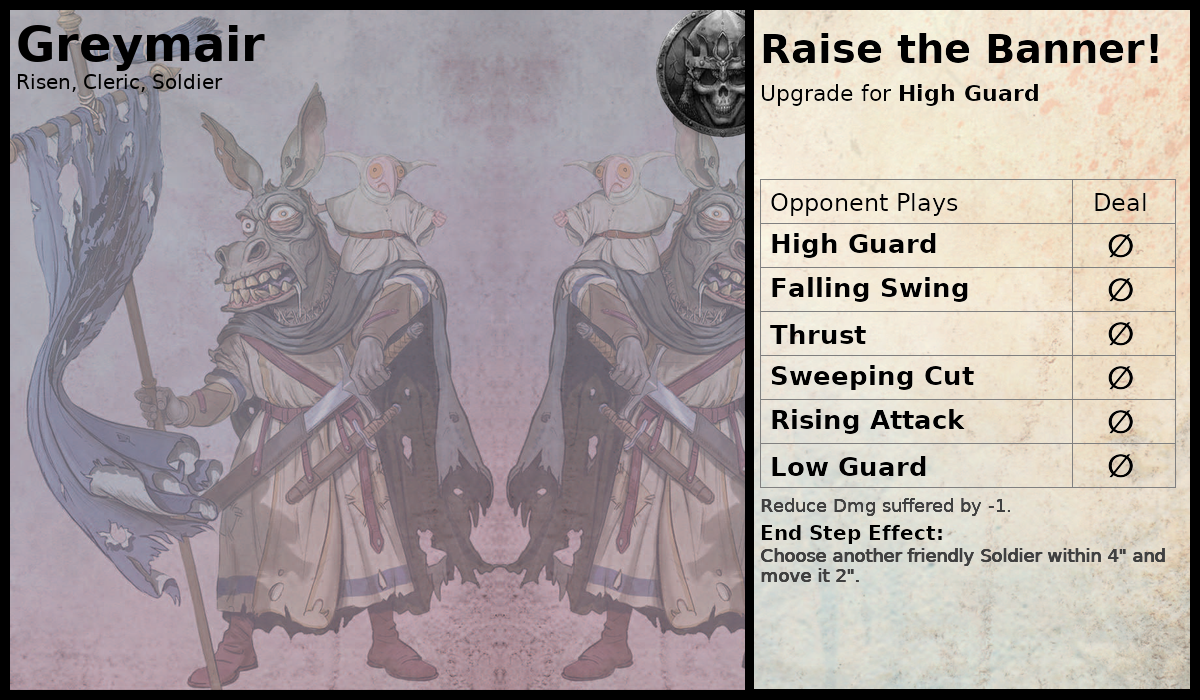 Greymair
Risen, Cleric, Soldier
Raise the Banner!
Upgrade for High Guard
Opponent Plays Deal
High Guard ∅
Falling Swing ∅
Thrust ∅
Sweeping Cut ∅
Rising Attack ∅
Low Guard ∅
Reduce Dmg suffered by -1.
End Step Effect:
Choose another friendly Soldier within 4" and
move it 2".